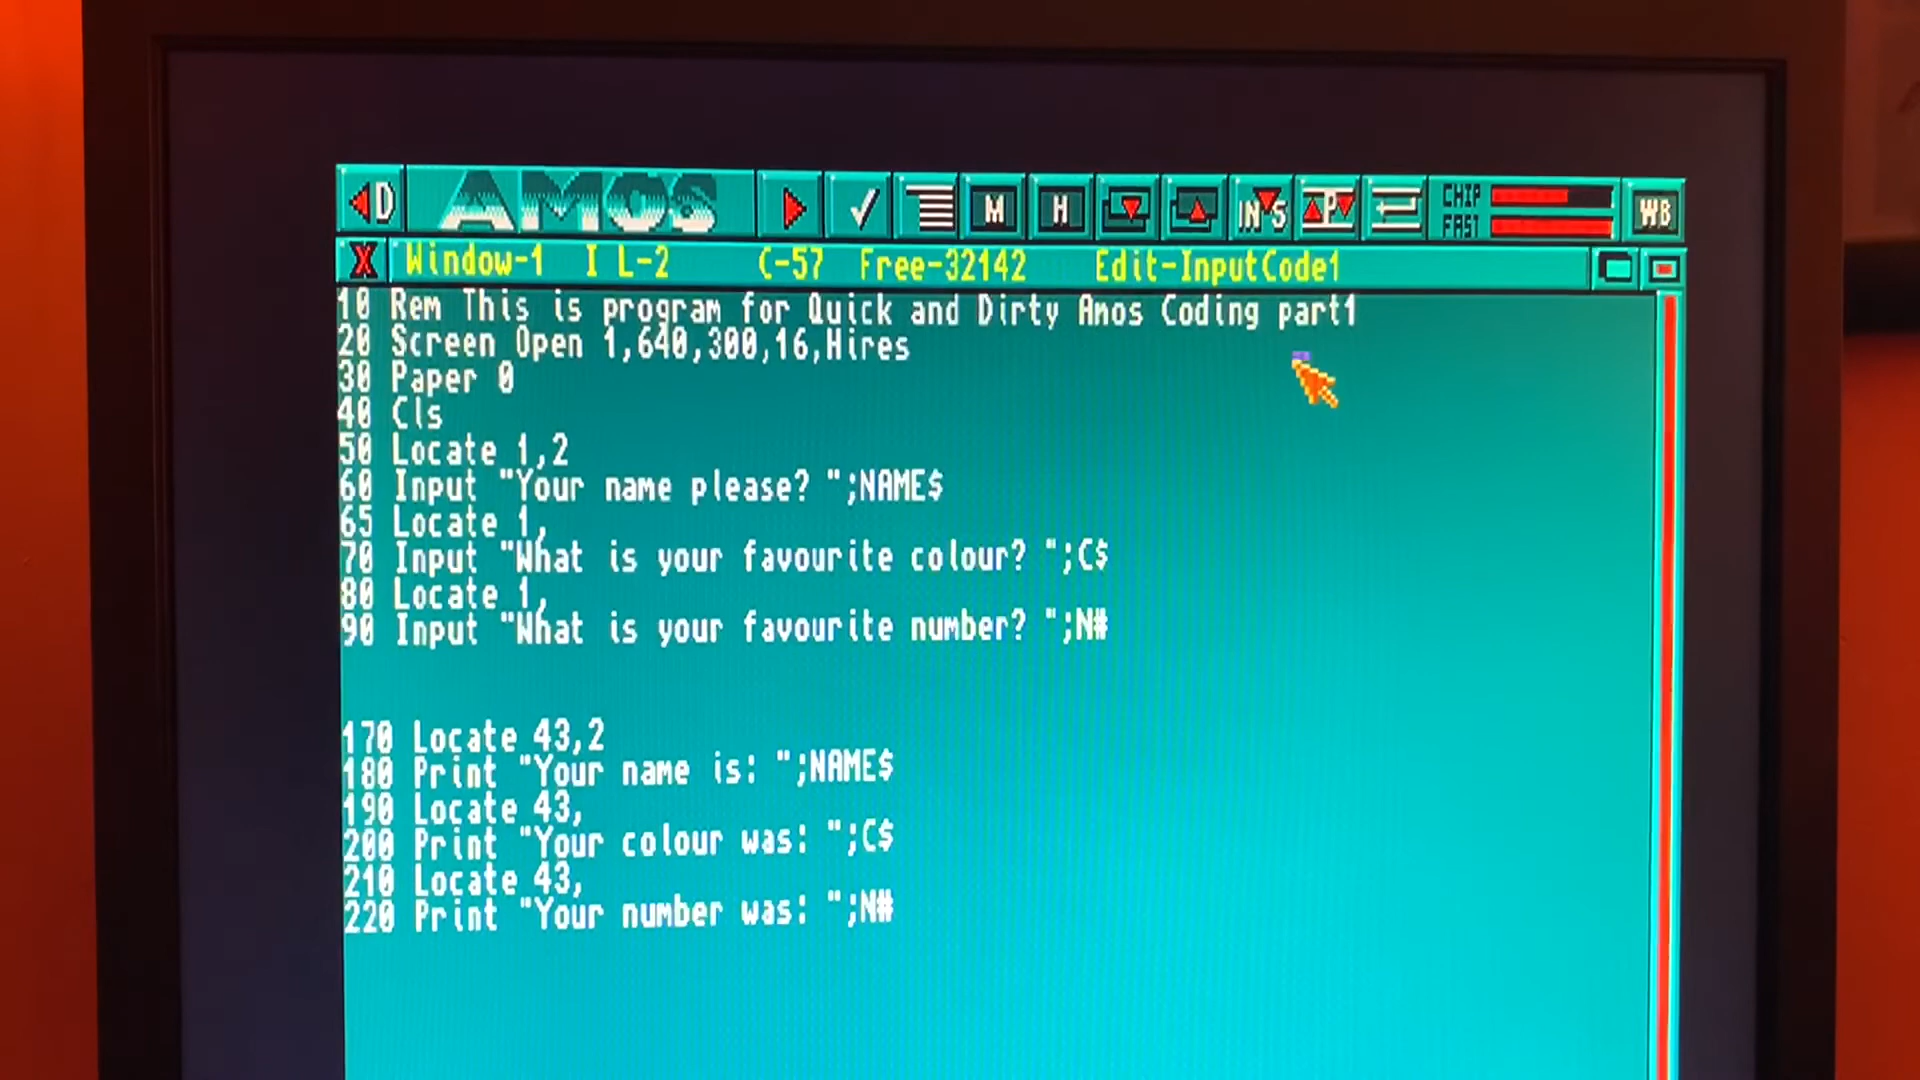 D AMOS M H INS P CHIP FAST WB
X Window-1 I L-2 C-57 Free-32142 Edit-InputCode1
10 Rem This is program for Quick and Dirty Amos Coding part1
20 Screen Open 1,640,300,16,Hires
30 Paper 0
40 Cls
50 Locate 1,2
60 Input "Your name please? ";NAME$
65 Locate 1,
70 Input "What is your favourite colour? ";C$
80 Locate 1,
90 Input "What is your favourite number? ";N#
170 Locate 43,2
180 Print "Your name is: ";NAME$
190 Locate 43,
200 Print "Your colour was: ";C$
210 Locate 43,
220 Print "Your number was: ";N#